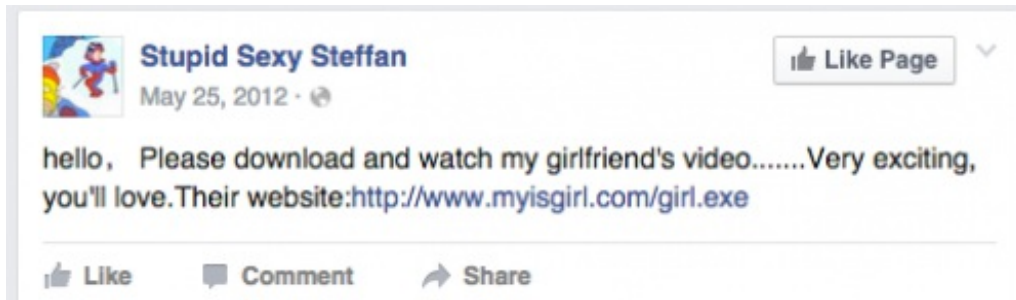 Stupid Sexy Steffan
Like Page
May 25, 2012 ·
hello， Please download and watch my girlfriend's video.......Very exciting,
you'll love.Their website:http://www.myisgirl.com/girl.exe
Like Comment Share